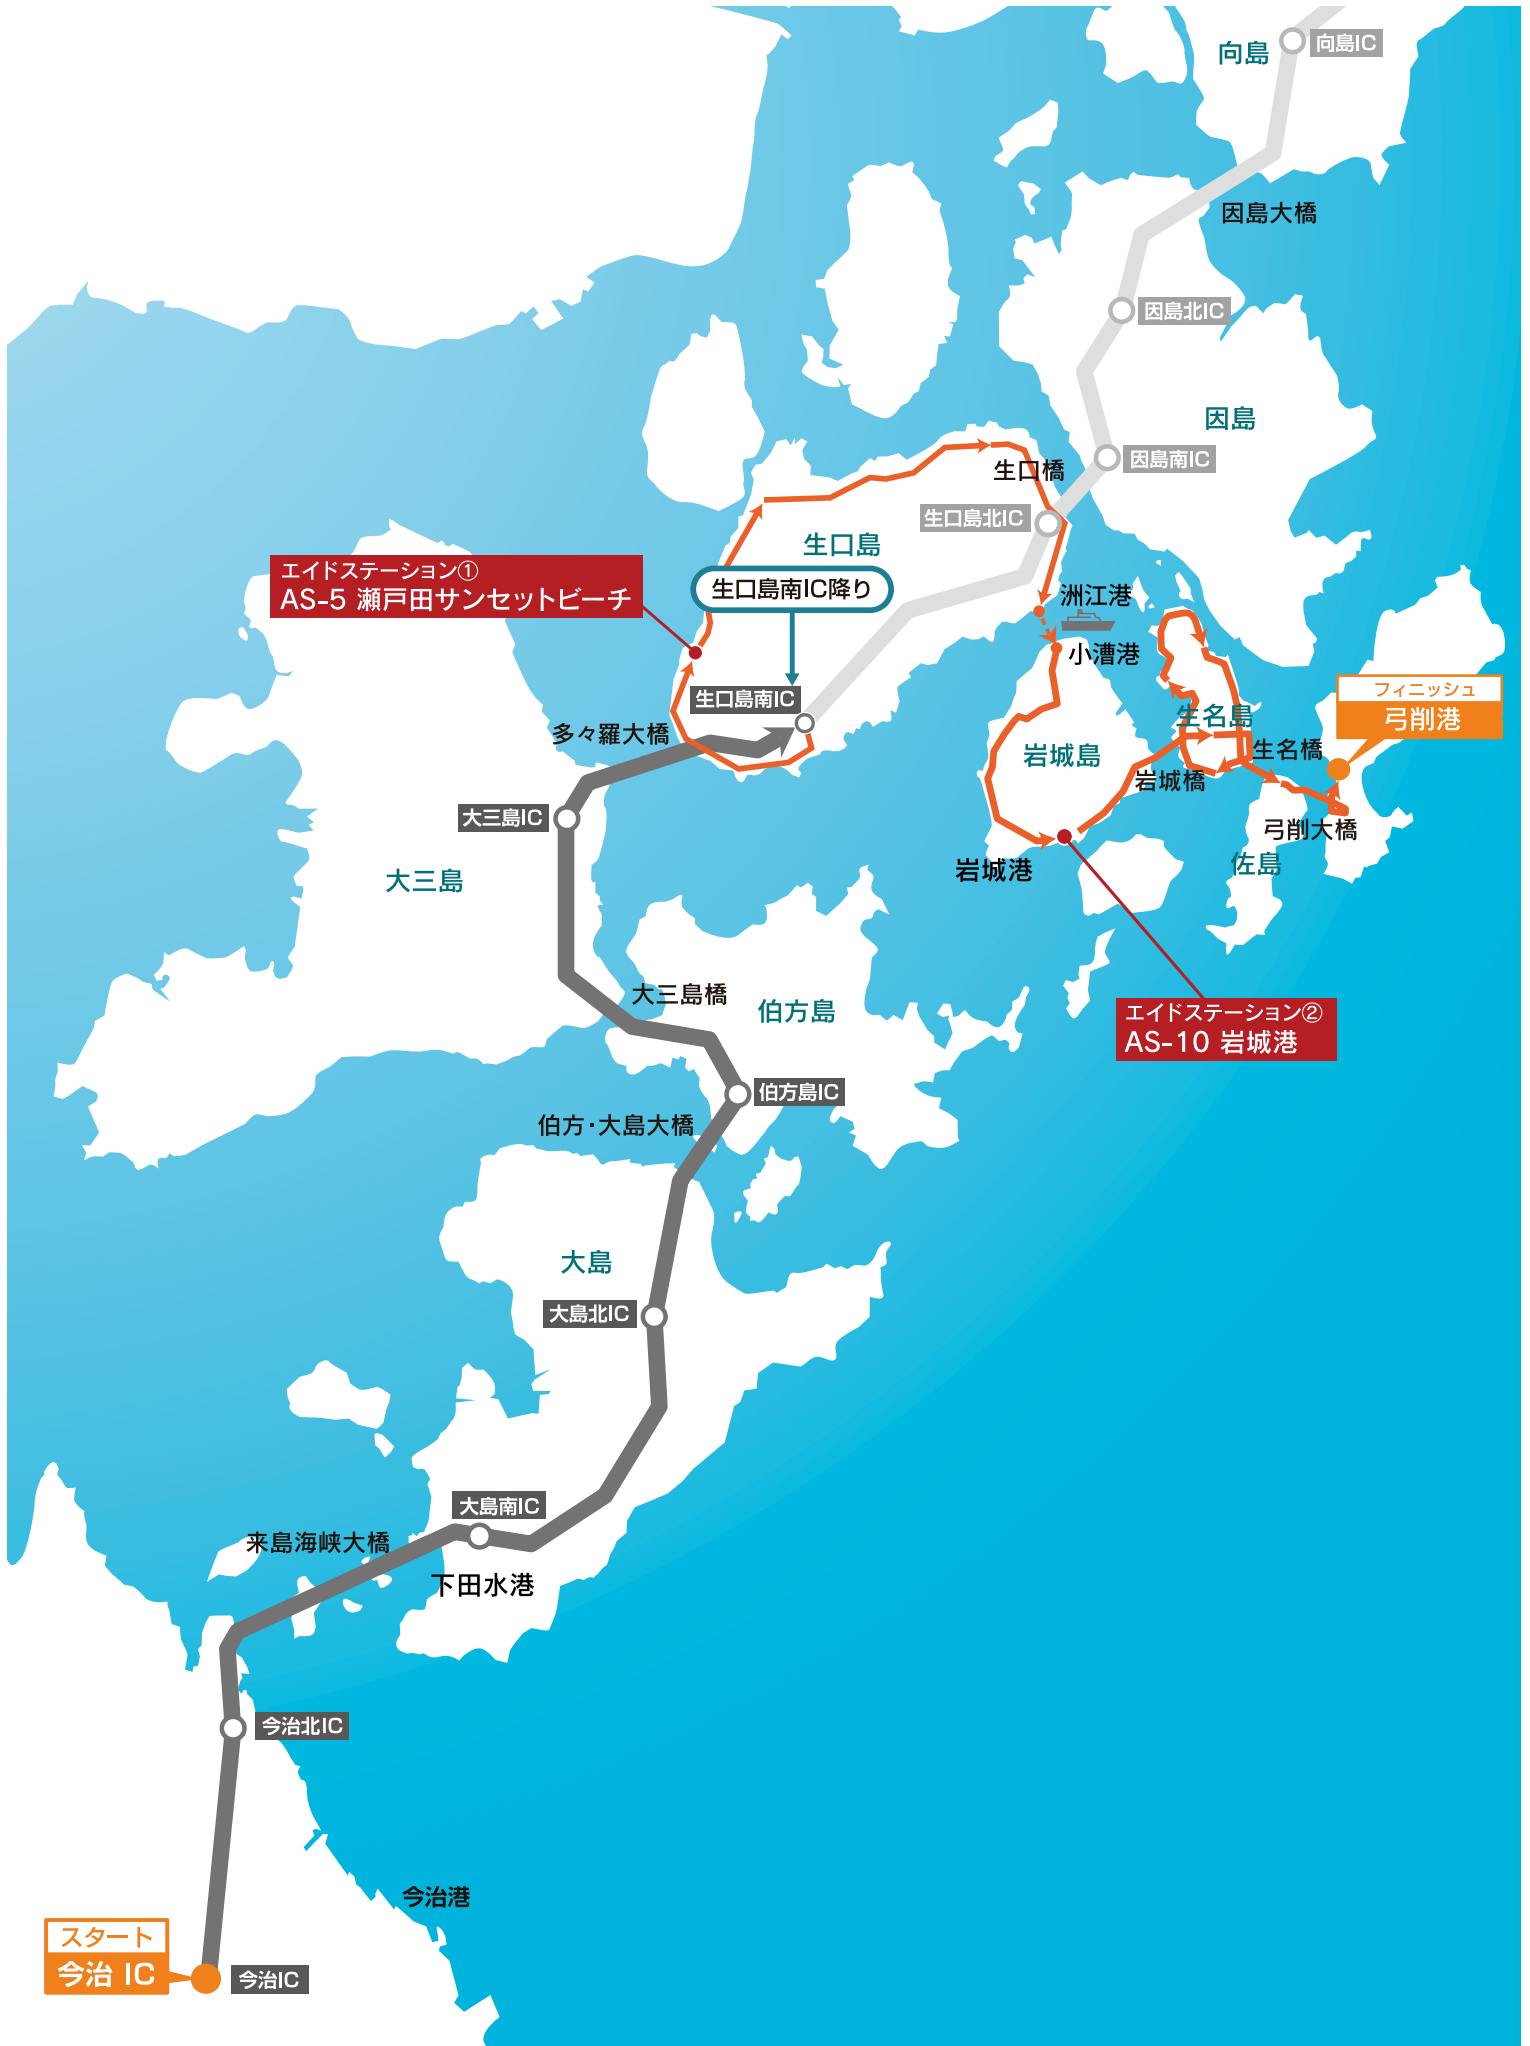 向島
向島IC
因島大橋
因島北IC
因島
生口橋
因島南IC
生口島北IC
生口島
エイドステーション①
AS-5 瀬戸田サンセットビーチ
生口島南IC降り
洲江港
小漕港
生口島南IC
フィニッシュ
弓削港
生名島
多々羅大橋
岩城島
生名橋
岩城橋
大三島IC
弓削大橋
佐島
岩城港
大三島
大三島橋
伯方島
エイドステーション②
AS-10 岩城港
伯方島IC
伯方・大島大橋
大島
大島北IC
大島南IC
来島海峡大橋
下田水港
今治北IC
今治港
スタート
今治 IC
今治IC